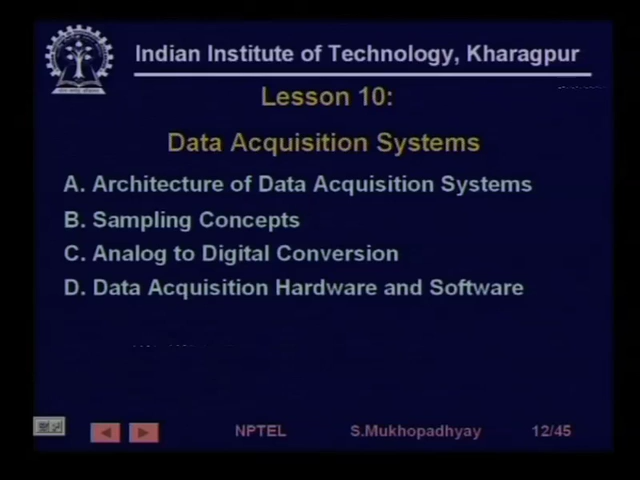 Indian Institute of Technology, Kharagpur
Lesson 10:
Data Acquisition Systems
A. Architecture of Data Acquisition Systems
B. Sampling Concepts
C. Analog to Digital Conversion
D. Data Acquisition Hardware and Software
NPTEL S.Mukhopadhyay 12/45